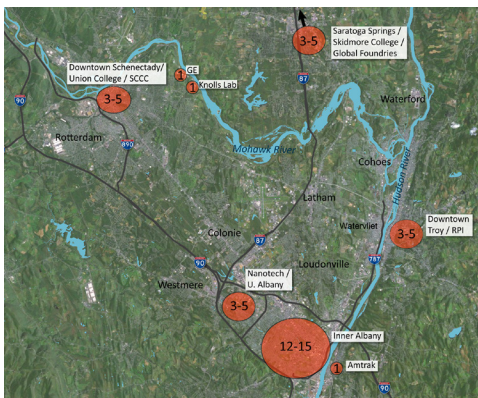 3-5
Saratoga Springs /
Skidmore College /
Global Foundries
87
Downtown Schenectady/
Union College / SCCC
1
GE
1
Knolls Lab
3-5
90
Waterford
Rotterdam
890
Mohawk River
Cohoes
Hudson River
Latham
Colonie
87
Watervliet
3-5
Downtown
Troy / RPI
90
Westmere
Loudonville
787
Nanotech /
U. Albany
3-5
12-15
Inner Albany
1
Amtrak
90